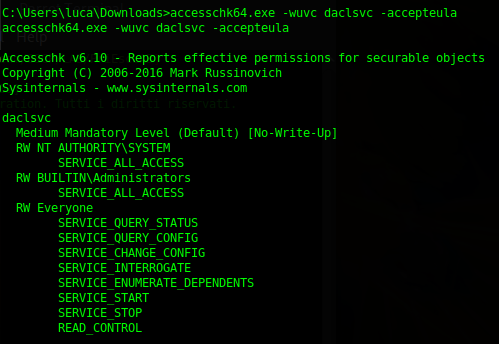 C:\Users\luca\Downloads>accesschk64.exe -wuvc daclsvc -accepteula
accesschk64.exe -wuvc daclsvc -accepteula
Help
Accesschk v6.10 - Reports effective permissions for securable objects
Copyright (C) 2006-2016 Mark Russinovich
Sysinternals - www.sysinternals.com
ration. Tutti i diritti riservati.
daclsvc
  Medium Mandatory Level (Default) [No-Write-Up]
  RW NT AUTHORITY\SYSTEM
        SERVICE_ALL_ACCESS
  RW BUILTIN\Administrators
        SERVICE_ALL_ACCESS
  RW Everyone
        SERVICE_QUERY_STATUS
        SERVICE_QUERY_CONFIG
        SERVICE_CHANGE_CONFIG
        SERVICE_INTERROGATE
        SERVICE_ENUMERATE_DEPENDENTS
        SERVICE_START
        SERVICE_STOP
        READ_CONTROL